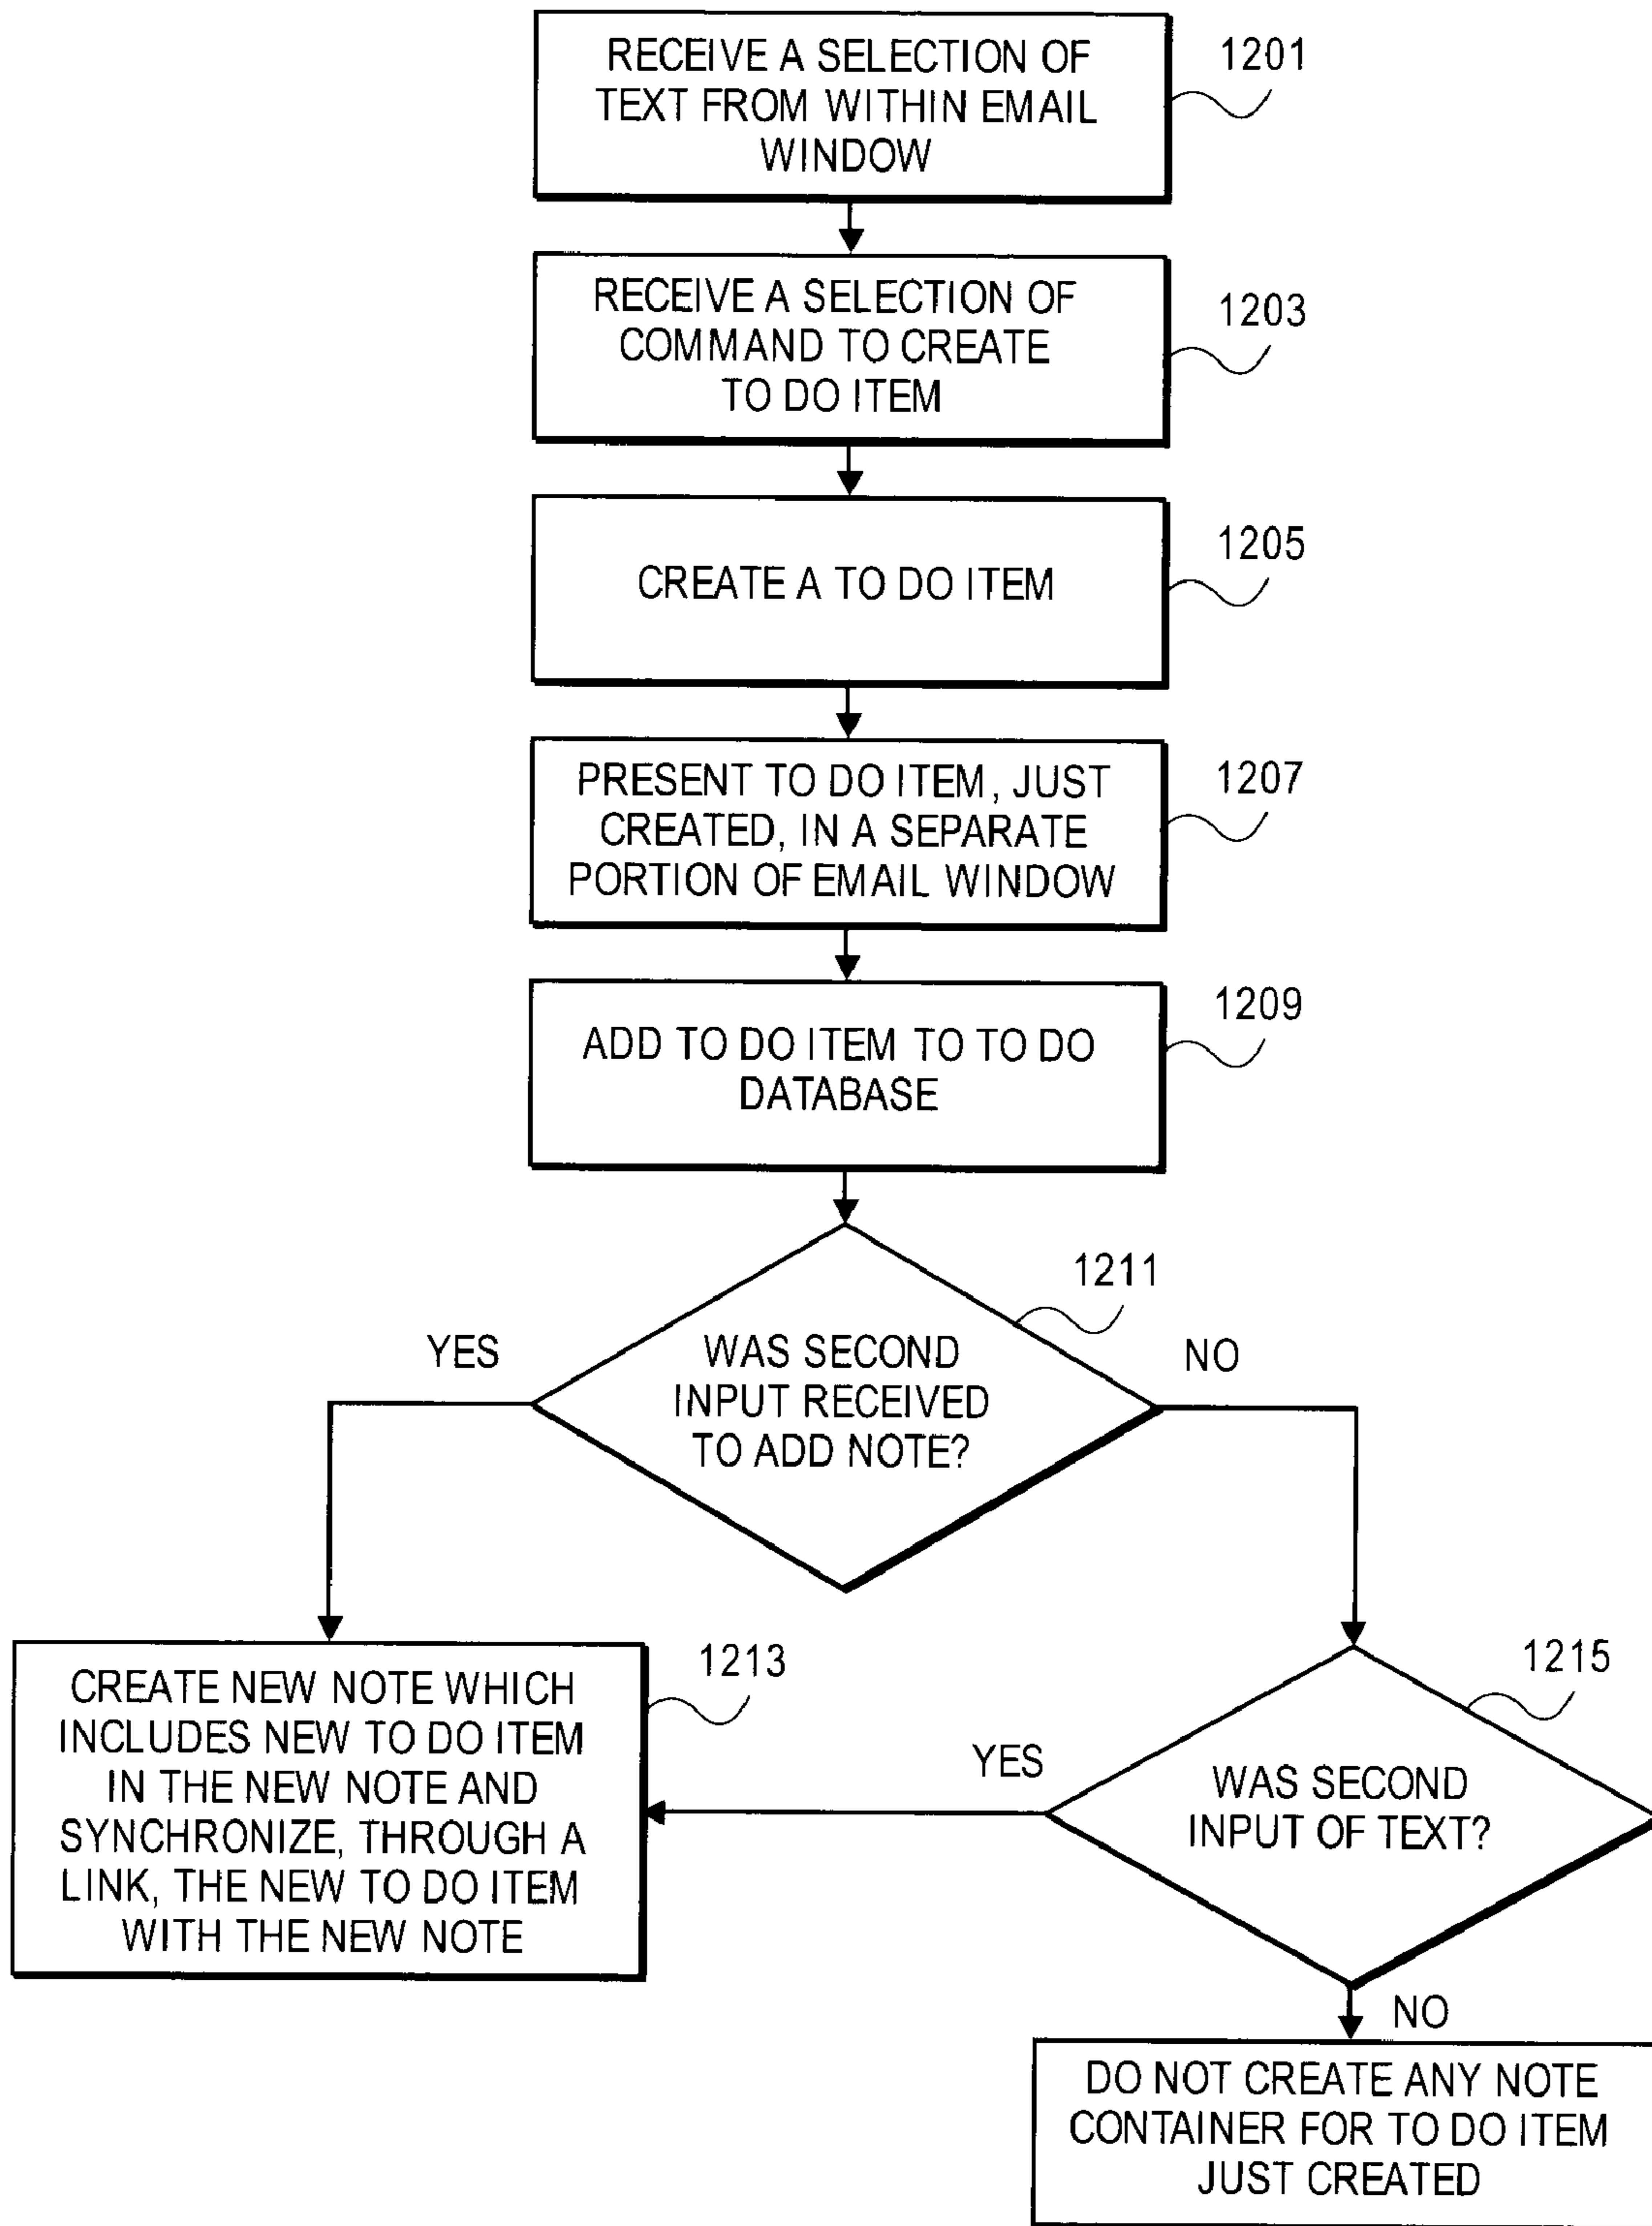 RECEIVE A SELECTION OF
TEXT FROM WITHIN EMAIL
WINDOW
1201
RECEIVE A SELECTION OF
COMMAND TO CREATE
TO DO ITEM
1203
CREATE A TO DO ITEM
1205
PRESENT TO DO ITEM, JUST
CREATED, IN A SEPARATE
PORTION OF EMAIL WINDOW
1207
ADD TO DO ITEM TO TO DO
DATABASE
1209
1211
YES
WAS SECOND
INPUT RECEIVED
TO ADD NOTE?
NO
1213
CREATE NEW NOTE WHICH
INCLUDES NEW TO DO ITEM
IN THE NEW NOTE AND
SYNCHRONIZE, THROUGH A
LINK, THE NEW TO DO ITEM
WITH THE NEW NOTE
1215
YES
WAS SECOND
INPUT OF TEXT?
NO
DO NOT CREATE ANY NOTE
CONTAINER FOR TO DO ITEM
JUST CREATED